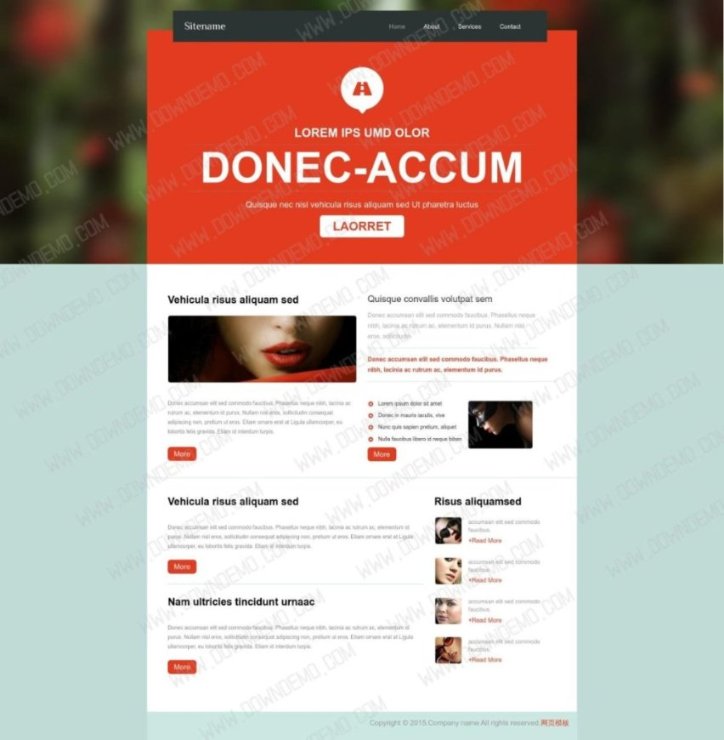 Sitename
Home About Services Contact
LOREM IPS UMD OLOR
DONEC-ACCUM
Quisque nec nisl vehicula risus aliquam sed Ut pharetra luctus
LAORRET
Vehicula risus aliquam sed
Donec accumsan elit sed commodo faucibus. Phasellus neque
nibh, lacinia ac rutrum ac, elementum id purus. Nullam nisl eros, sollicitudin consequat
adipiscing non, pretium ut eros. Etiam ornare erat at Ligula ullamcorper, eu
lobortis felis gravida. Etiam id interdum turpis.
More
Quisque convallis volutpat sem
Donec accumsan elit sed commodo faucibus. Phasellus neque
nibh, lacinia ac rutrum ac, elementum id purus. Nullam nisl
eros, sollicitudin
Donec accumsan elit sed commodo faucibus. Phasellus neque
nibh, lacinia ac rutrum ac, elementum id purus.
Lorem ipsum dolor sit amet
Donec in mauris iaculis, vive
Nunc quis sapien pretium, aliquet
Nulla faucibus libero id neque biben
More
Vehicula risus aliquam sed
Donec accumsan elit sed commodo faucibus. Phasellus neque nibh, lacinia ac rutrum ac, elementum id
purus. Nullam nisl eros, sollicitudin consequat adipiscing non, pretium ut eros. Etiam ornare erat at Ligula
ullamcorper, eu lobortis felis gravida. Etiam id interdum turpis.
More
Nam ultricies tincidunt urnaac
Donec accumsan elit sed commodo faucibus. Phasellus neque nibh, lacinia ac rutrum ac, elementum id
purus. Nullam nisl eros, sollicitudin consequat adipiscing non, pretium ut eros. Etiam ornare erat at Ligula
ullamcorper, eu lobortis felis gravida. Etiam id interdum turpis.
More
Risus aliquamsed
accumsan elit sed commodo
faucibus.
+Read More
accumsan elit sed commodo
faucibus.
+Read More
accumsan elit sed commodo
faucibus.
accumsan elit sed commodo
faucibus.
+Read More
Copyright © 2015.Company name All rights reserved.网页模板
WWW.DOWNDEMO.COM